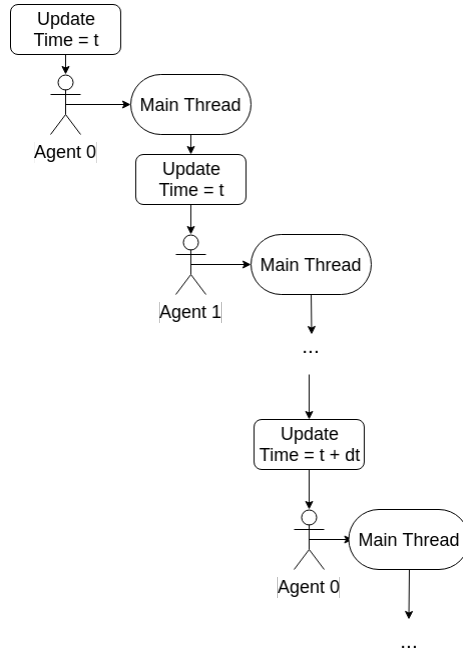 Update
Time = t
Main Thread
Agent 0
Update
Time = t
Main Thread
Agent 1
...
Update
Time = t + dt
Main Thread
Agent 0
...